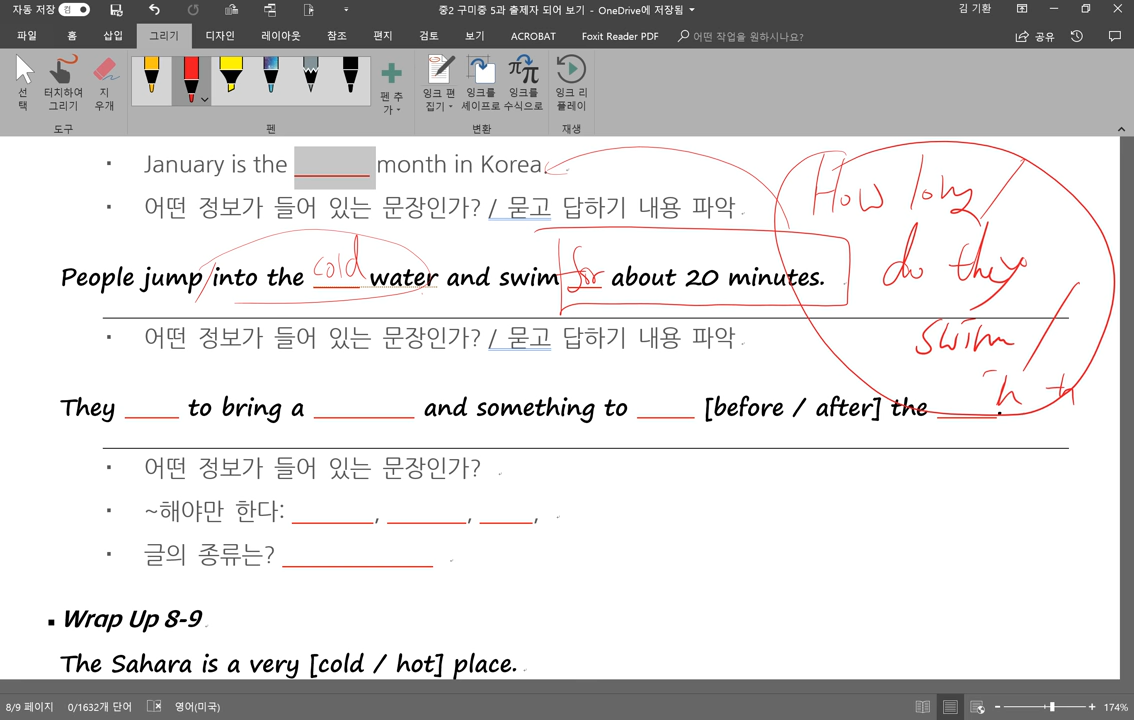 자동 저장 컴 중2 구미중 5과 출제자 되어 보기 - OneDrive에 저장됨 김 기환
파일 홈 삽입 그리기 디자인 레이아웃 참조 편지 검토 보기 ACROBAT Foxit Reader PDF 어떤 작업을 원하시나요? 공유
선택 터치하여 그리기 지우개 펜 추가 잉크 편집기 잉크를 셰이프로 잉크를 수식으로 잉크 리플레이
도구 펜 변환 재생
· January is the ______ month in Korea.
· 어떤 정보가 들어 있는 문장인가? / 묻고 답하기 내용 파악
People jump into the cold water and swim for about 20 minutes.
· 어떤 정보가 들어 있는 문장인가? / 묻고 답하기 내용 파악
How long
do they
swim
in th
They ____ to bring a ______ and something to ____ [before / after] the ____.
· 어떤 정보가 들어 있는 문장인가?
· ~해야만 한다: ______, ______, ____,
· 글의 종류는? __________
▪ Wrap Up 8-9
The Sahara is a very [cold / hot] place.
8/9 페이지 0/1632개 단어 영어(미국) 174%